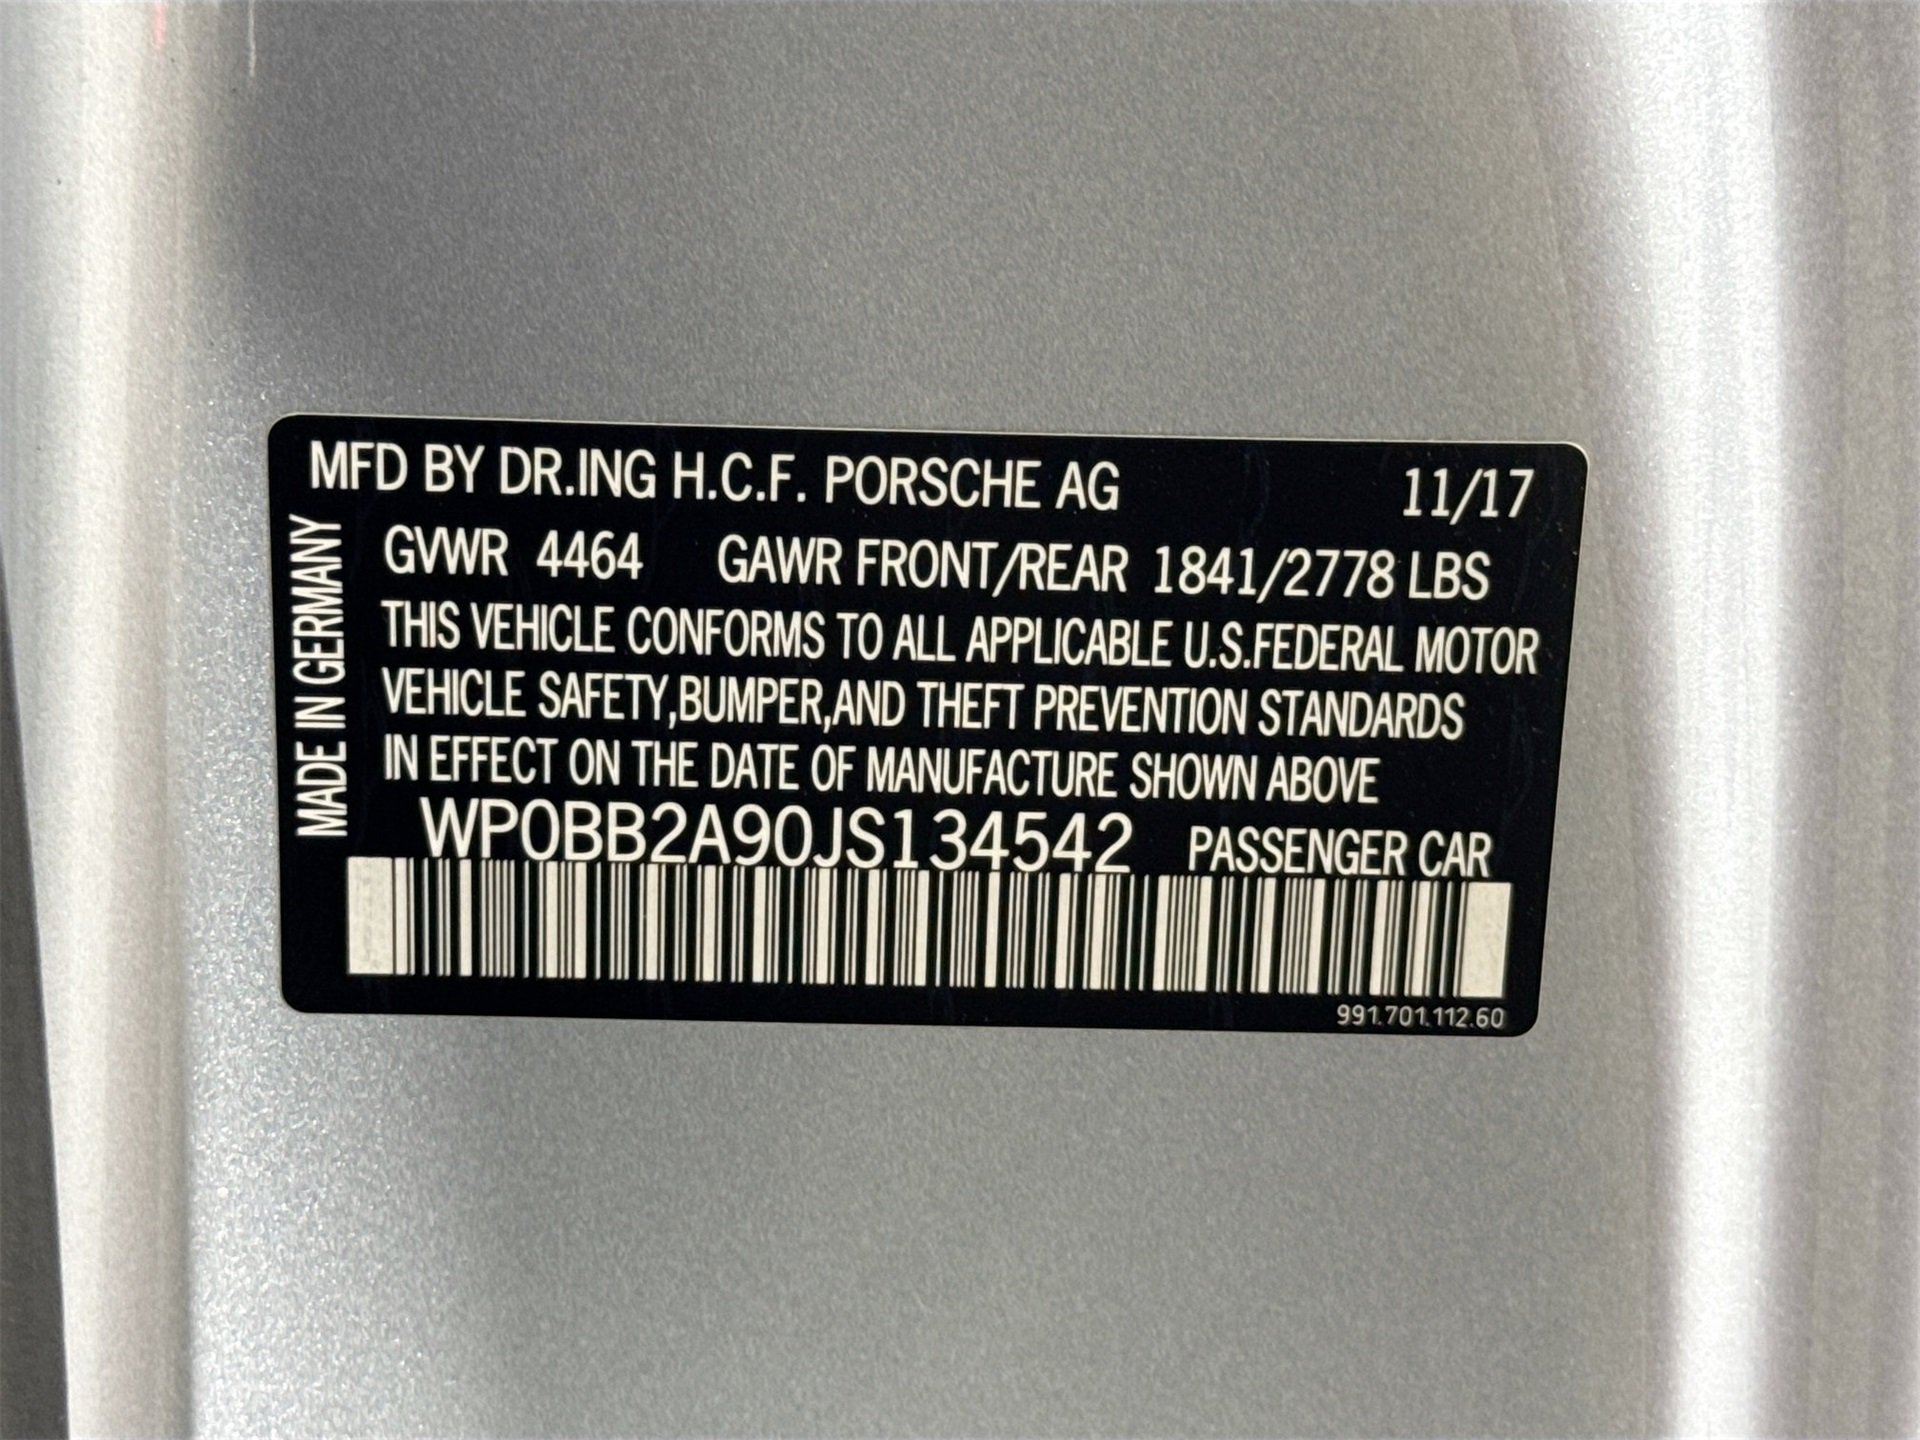 MFD BY DR.ING H.C.F. PORSCHE AG 11/17
GVWR 4464 GAWR FRONT/REAR 1841/2778 LBS
THIS VEHICLE CONFORMS TO ALL APPLICABLE U.S.FEDERAL MOTOR
VEHICLE SAFETY,BUMPER,AND THEFT PREVENTION STANDARDS
IN EFFECT ON THE DATE OF MANUFACTURE SHOWN ABOVE
WP0BB2A90JS134542 PASSENGER CAR
991.701.112.60
MADE IN GERMANY